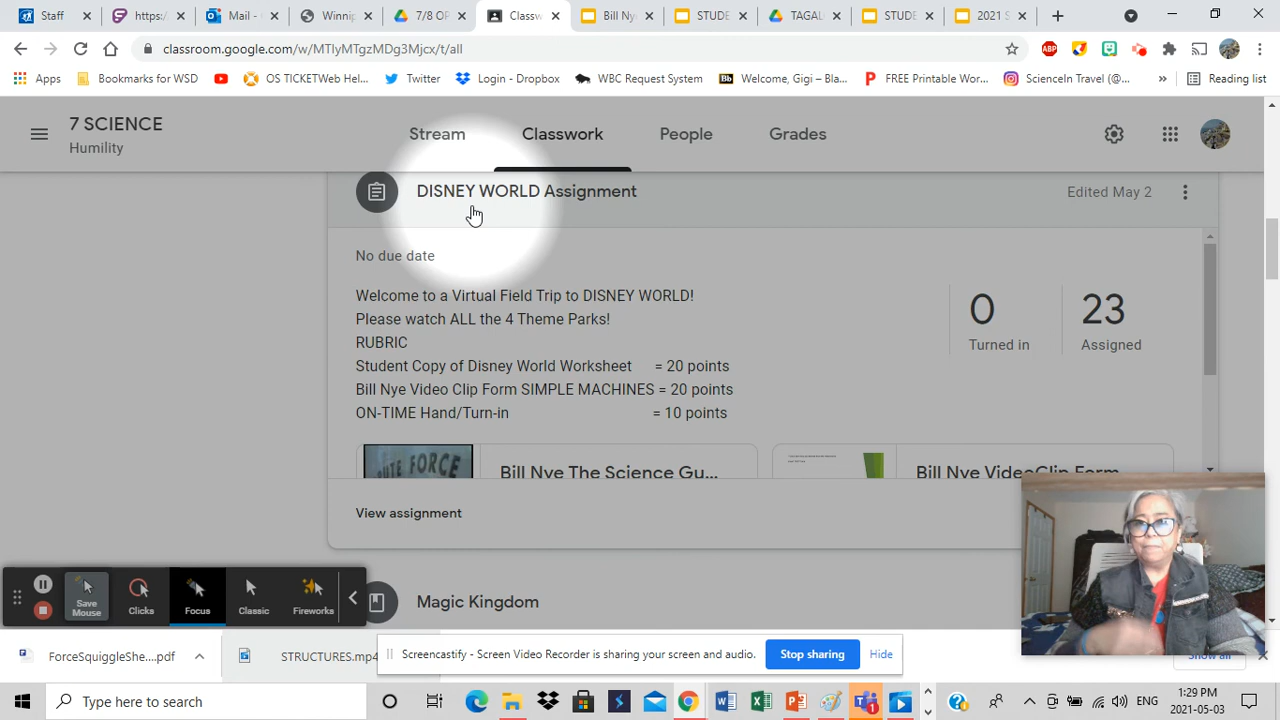 Staff
https:/
Mail -
Winnip
7/8 OF
Classw
Bill Ny
STUDE
TAGAL
STUDE
2021 S
classroom.google.com/w/MTIyMTgzMDg3Mjcx/t/all
ABP
Apps
Bookmarks for WSD
OS TICKETWeb Hel...
Twitter
Login - Dropbox
WBC Request System
Bb Welcome, Gigi – Bla...
FREE Printable Wor...
ScienceIn Travel (@...
»
Reading list
7 SCIENCE
Humility
Stream
Classwork
People
Grades
DISNEY WORLD Assignment
Edited May 2
No due date
Welcome to a Virtual Field Trip to DISNEY WORLD!
Please watch ALL the 4 Theme Parks!
RUBRIC
Student Copy of Disney World Worksheet = 20 points
Bill Nye Video Clip Form SIMPLE MACHINES = 20 points
ON-TIME Hand/Turn-in = 10 points
0
Turned in
23
Assigned
Bill Nye The Science Gu...
Bill Nye VideoClip Form
View assignment
Save Mouse
Clicks
Focus
Classic
Fireworks
Magic Kingdom
ForceSquiggleShe....pdf
STRUCTURES.mp4
Screencastify - Screen Video Recorder is sharing your screen and audio.
Stop sharing
Hide
Show all
Type here to search
ENG
1:29 PM
2021-05-03